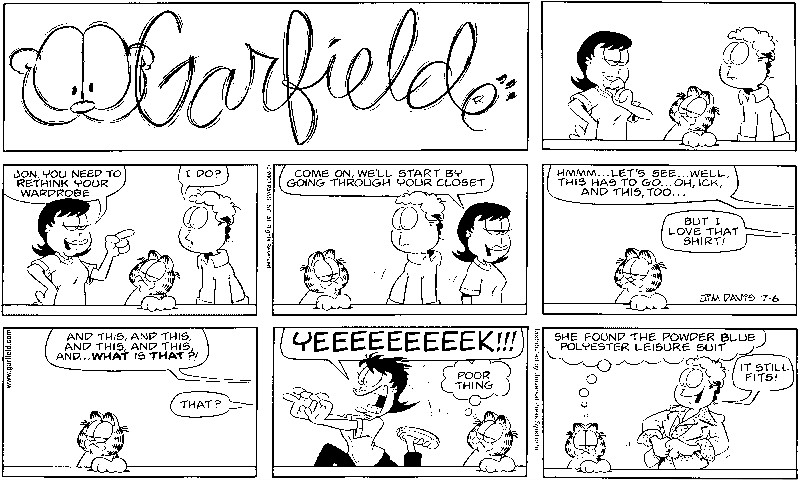 Garfield
JON, YOU NEED TO
RETHINK YOUR
WARDROBE
I DO?
COME ON, WE'LL START BY
GOING THROUGH YOUR CLOSET
HMMM...LET'S SEE...WELL,
THIS HAS TO GO...OH, ICK,
AND THIS, TOO...
BUT I
LOVE THAT
SHIRT!
JIM DAVIS 7-6
www.garfield.com
AND THIS, AND THIS,
AND THIS, AND THIS,
AND...WHAT IS THAT?!
THAT?
YEEEEEEEEEEK!!!
POOR
THING
SHE FOUND THE POWDER BLUE
POLYESTER LEISURE SUIT
IT STILL
FITS!